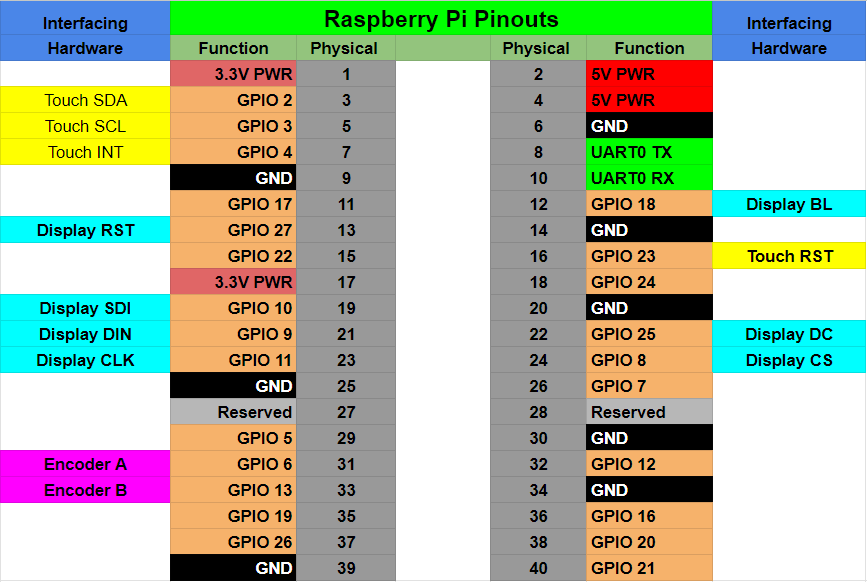 Interfacing Raspberry Pi Pinouts Interfacing
Hardware Function Physical Physical Function Hardware
3.3V PWR 1 2 5V PWR
Touch SDA GPIO 2 3 4 5V PWR
Touch SCL GPIO 3 5 6 GND
Touch INT GPIO 4 7 8 UART0 TX
GND 9 10 UART0 RX
GPIO 17 11 12 GPIO 18 Display BL
Display RST GPIO 27 13 14 GND
GPIO 22 15 16 GPIO 23 Touch RST
3.3V PWR 17 18 GPIO 24
Display SDI GPIO 10 19 20 GND
Display DIN GPIO 9 21 22 GPIO 25 Display DC
Display CLK GPIO 11 23 24 GPIO 8 Display CS
GND 25 26 GPIO 7
Reserved 27 28 Reserved
GPIO 5 29 30 GND
Encoder A GPIO 6 31 32 GPIO 12
Encoder B GPIO 13 33 34 GND
GPIO 19 35 36 GPIO 16
GPIO 26 37 38 GPIO 20
GND 39 40 GPIO 21